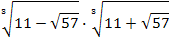 ∛(11 − √57) · ∛(11 + √57)